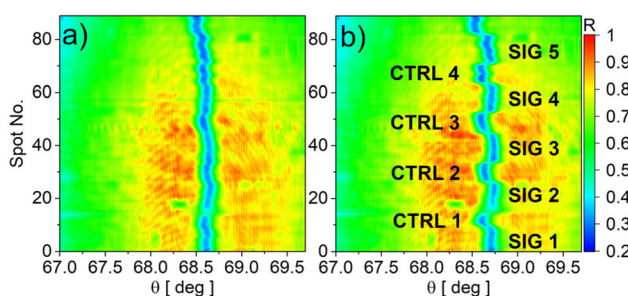 a)
b)
R
Spot No.
80
60
40
20
0
67.0 67.5 68.0 68.5 69.0 69.5
θ [ deg ]
SIG 5
CTRL 4
SIG 4
CTRL 3
SIG 3
CTRL 2
SIG 2
CTRL 1
SIG 1
67.0 67.5 68.0 68.5 69.0 69.5
θ [ deg ]
1
0.9
0.8
0.7
0.6
0.5
0.4
0.3
0.2